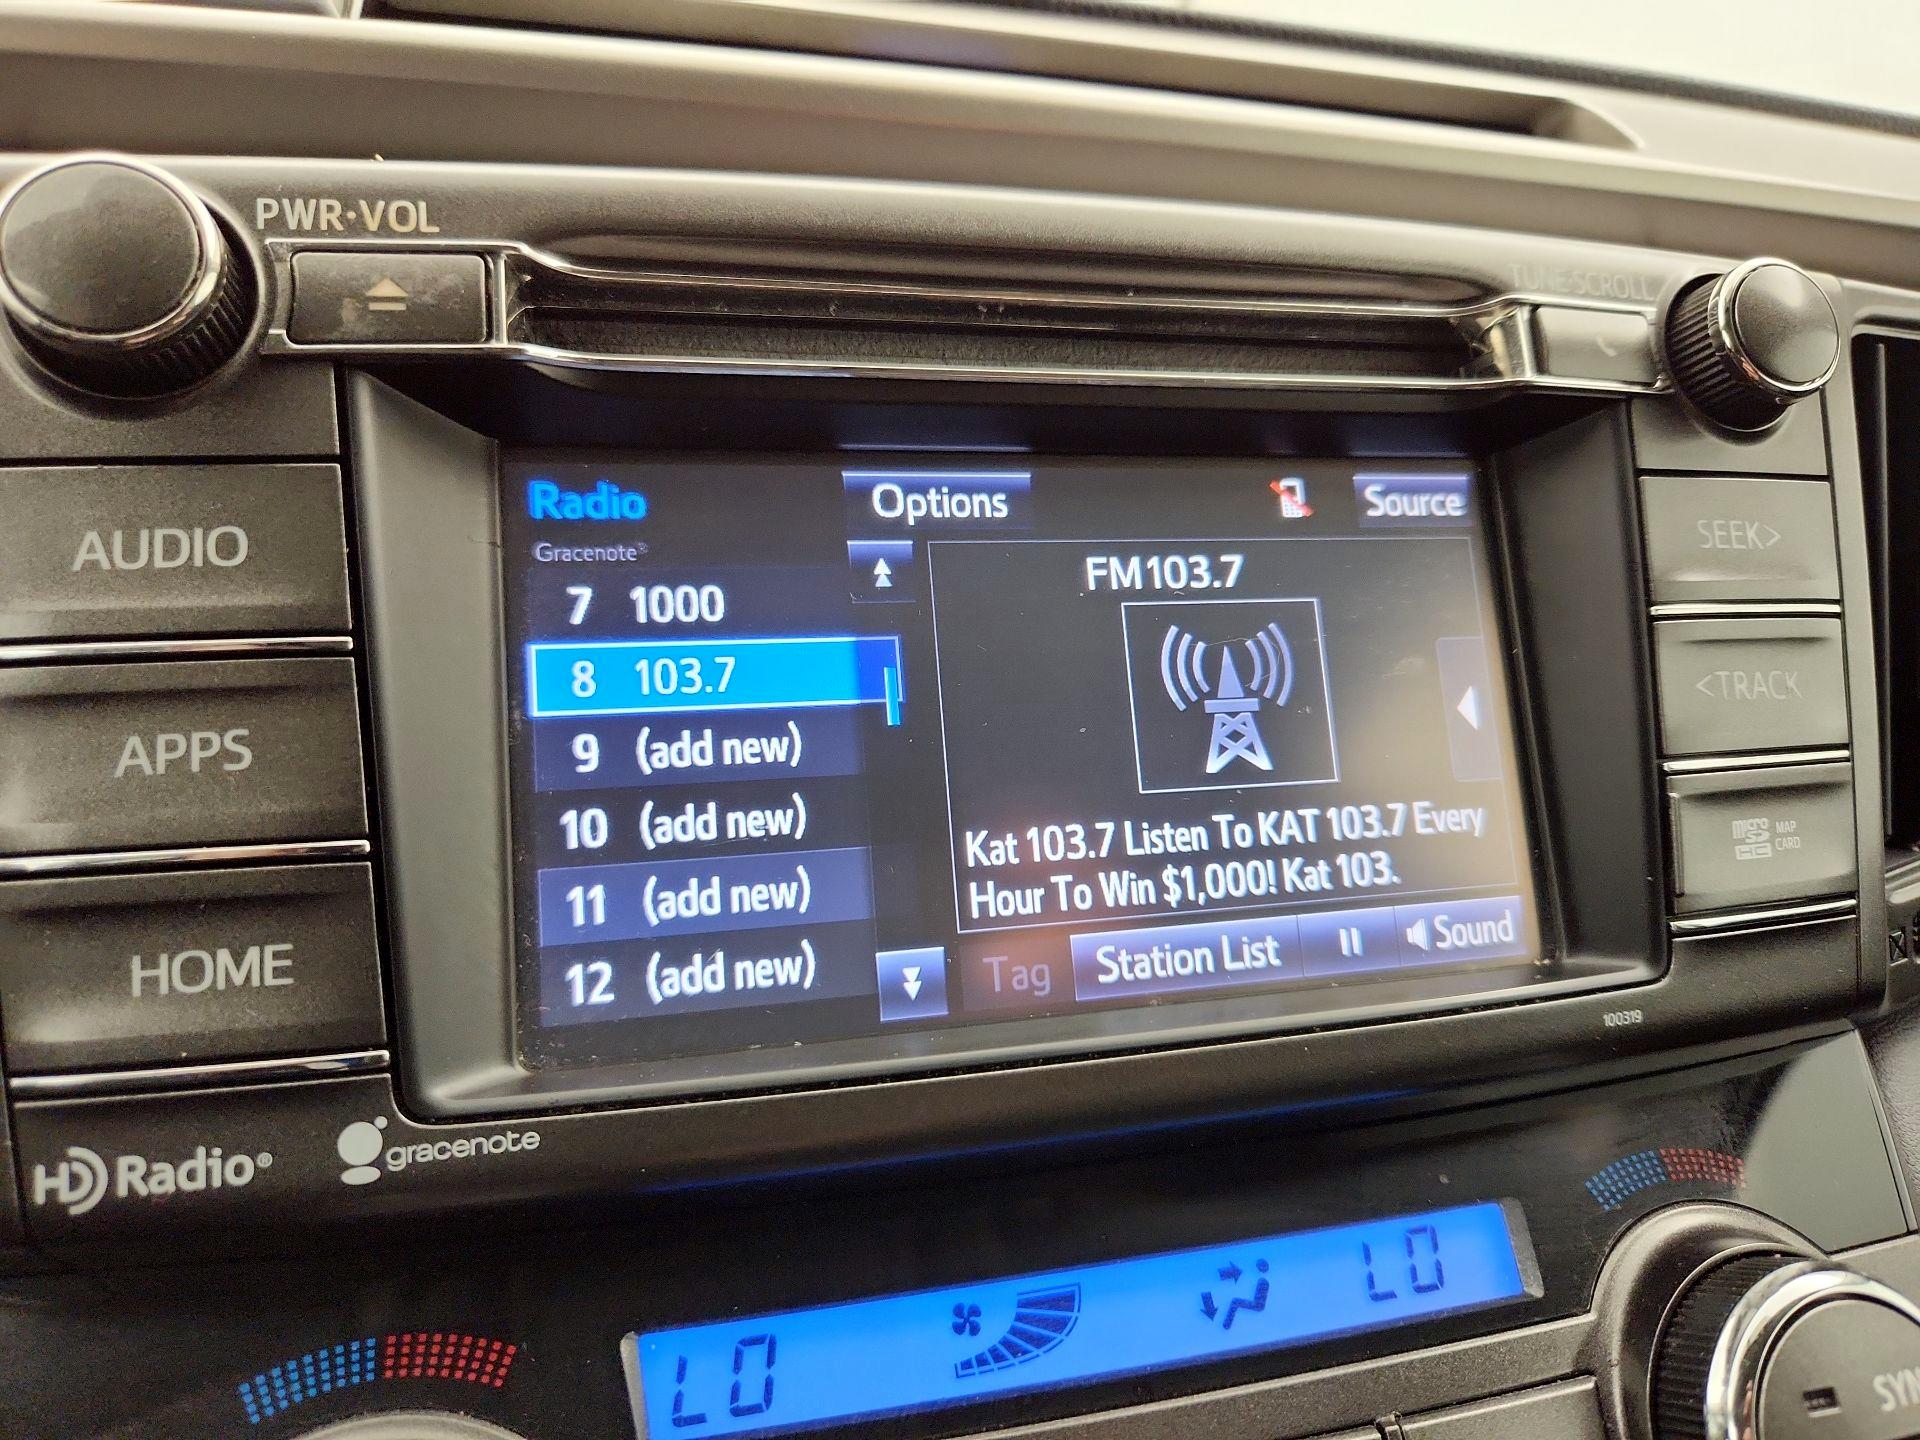 PWR·VOL
TUNE·SCROLL
AUDIO
APPS
HOME
Radio
Options
Source
Gracenote®
7 1000
8 103.7
9 (add new)
10 (add new)
11 (add new)
12 (add new)
FM103.7
Kat 103.7 Listen To KAT 103.7 Every
Hour To Win $1,000! Kat 103.
Tag
Station List
Sound
SEEK>
<TRACK
micro
SD
HC
MAP
CARD
100319
HD Radio®
gracenote
LO
LO